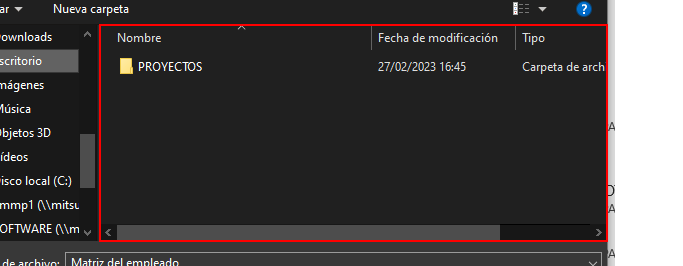 ar Nueva carpeta
ownloads
scritorio
mágenes
Música
Objetos 3D
ídeos
isco local (C:)
mmp1 (\\mitsu
OFTWARE (\\m
Nombre Fecha de modificación Tipo
PROYECTOS 27/02/2023 16:45 Carpeta de arch
de archivo: Matriz del empleado